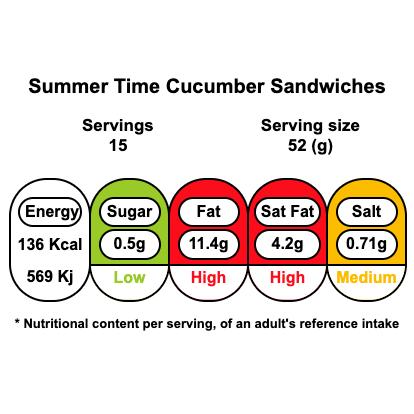 Summer Time Cucumber Sandwiches
Servings Serving size
15 52 (g)
Energy Sugar Fat Sat Fat Salt
136 Kcal 0.5g 11.4g 4.2g 0.71g
569 Kj Low High High Medium
* Nutritional content per serving, of an adult's reference intake